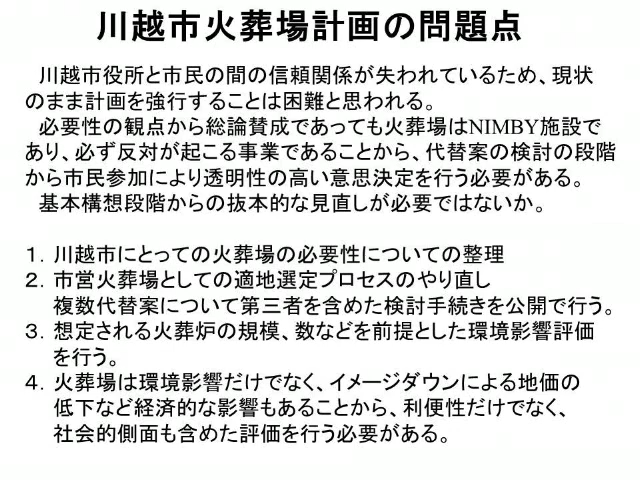 川越市火葬場計画の問題点
川越市役所と市民の間の信頼関係が失われているため、現状
のまま計画を強行することは困難と思われる。
必要性の観点から総論賛成であっても火葬場はNIMBY施設で
あり、必ず反対が起こる事業であることから、代替案の検討の段階
から市民参加により透明性の高い意思決定を行う必要がある。
基本構想段階からの抜本的な見直しが必要ではないか。
１．川越市にとっての火葬場の必要性についての整理
２．市営火葬場としての適地選定プロセスのやり直し
複数代替案について第三者を含めた検討手続きを公開で行う。
３．想定される火葬炉の規模、数などを前提とした環境影響評価
を行う。
４．火葬場は環境影響だけでなく、イメージダウンによる地価の
低下など経済的な影響もあることから、利便性だけでなく、
社会的側面も含めた評価を行う必要がある。